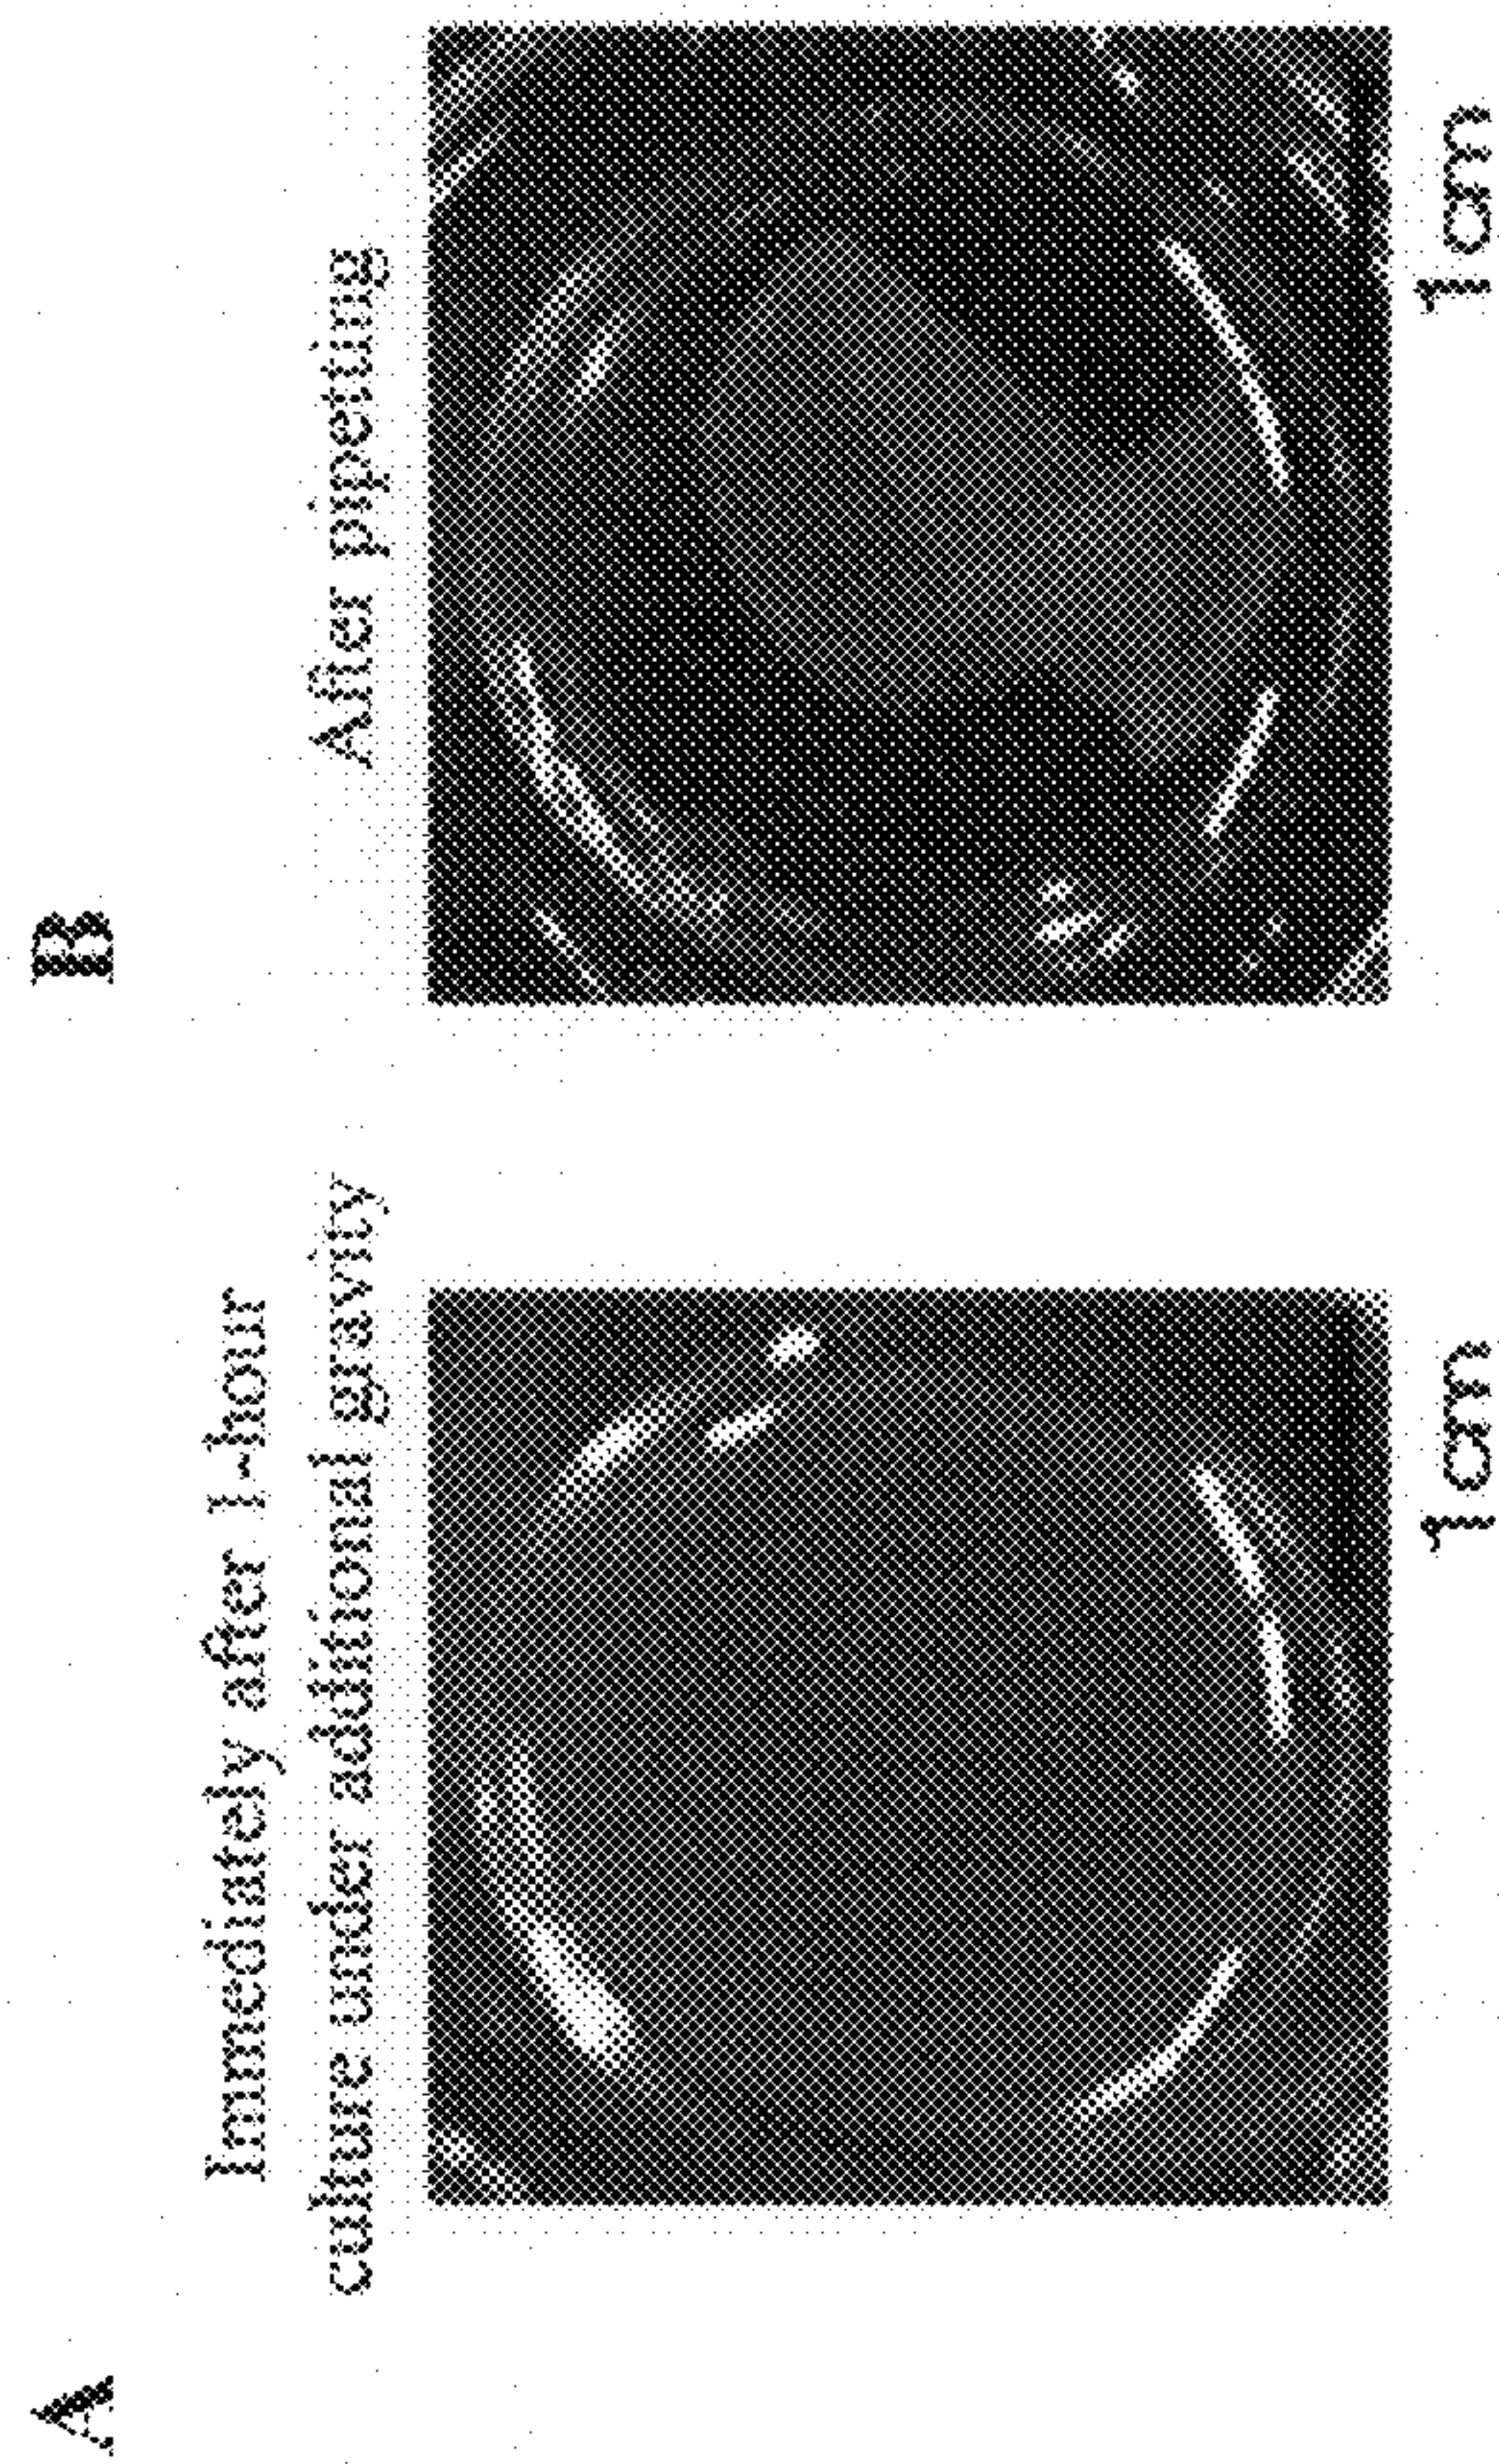 A
Immediately after 1-hour
culture under additional gravity
1cm
B
After pipetting
1cm